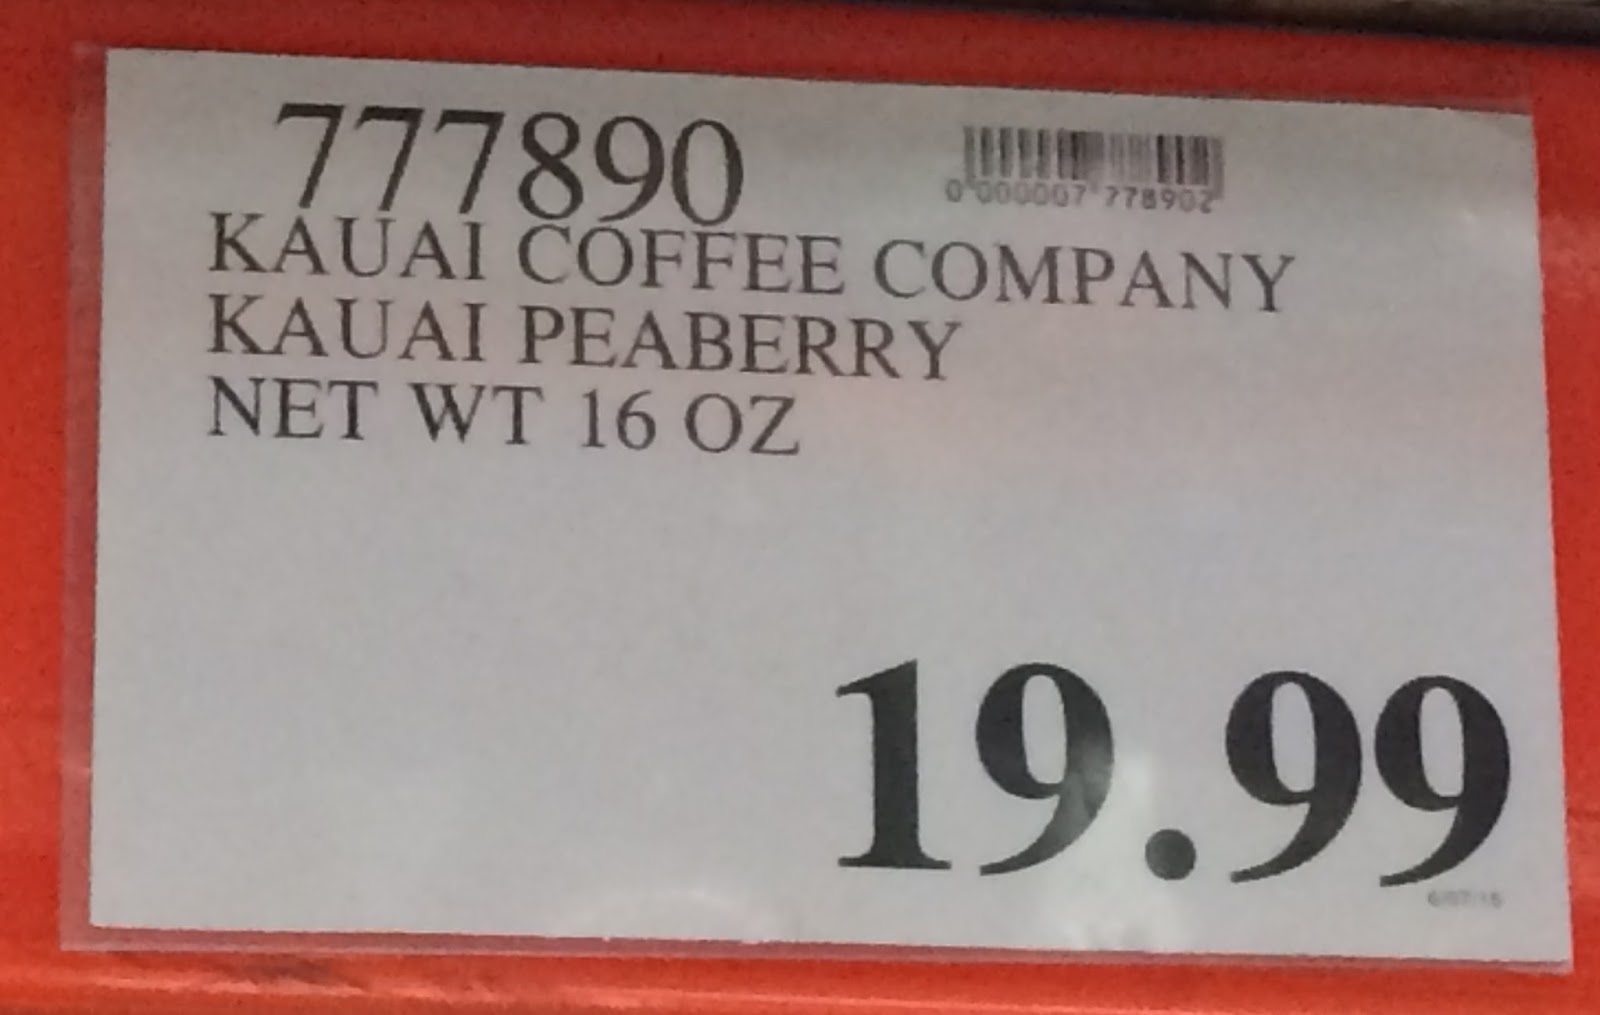 777890
0 000007 778902
KAUAI COFFEE COMPANY
KAUAI PEABERRY
NET WT 16 OZ
19.99